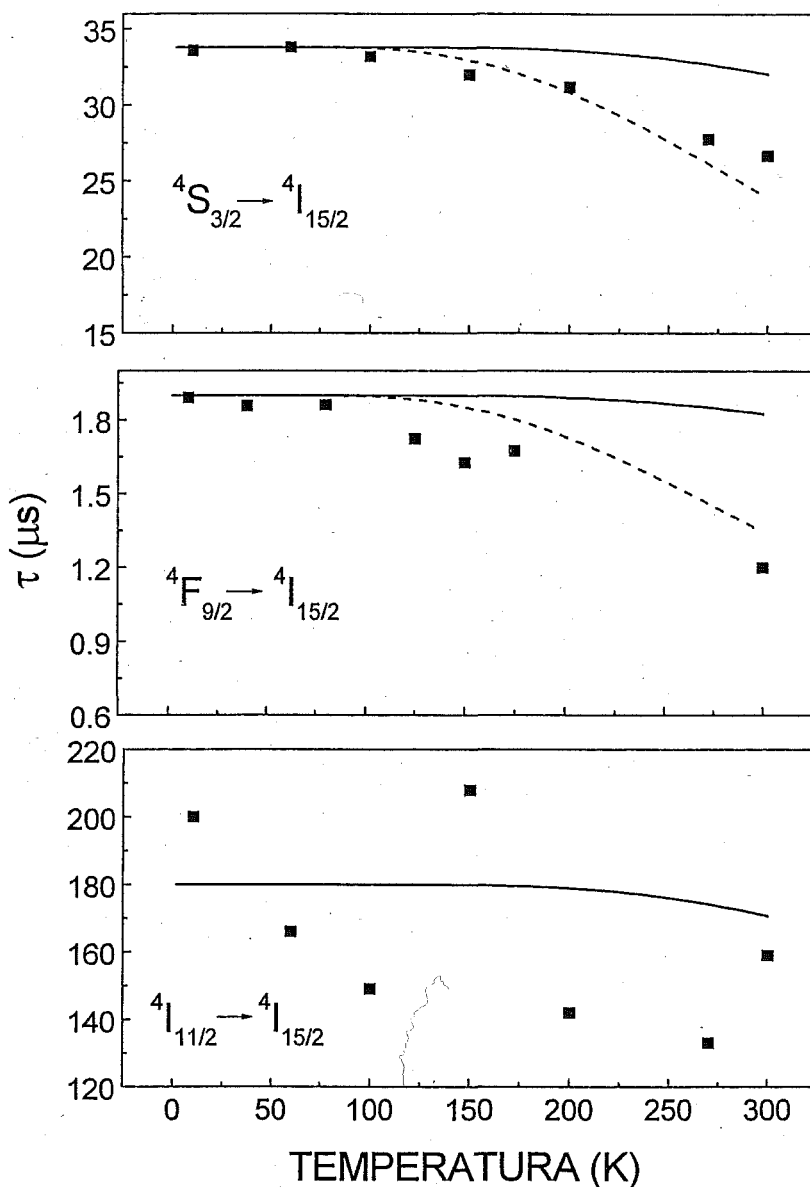 35
30
25
20
15
⁴S₃/₂ → ⁴I₁₅/₂
1.8
1.5
1.2
0.9
0.6
⁴F₉/₂ → ⁴I₁₅/₂
τ (μs)
220
200
180
160
140
120
⁴I₁₁/₂ → ⁴I₁₅/₂
0 50 100 150 200 250 300
TEMPERATURA (K)